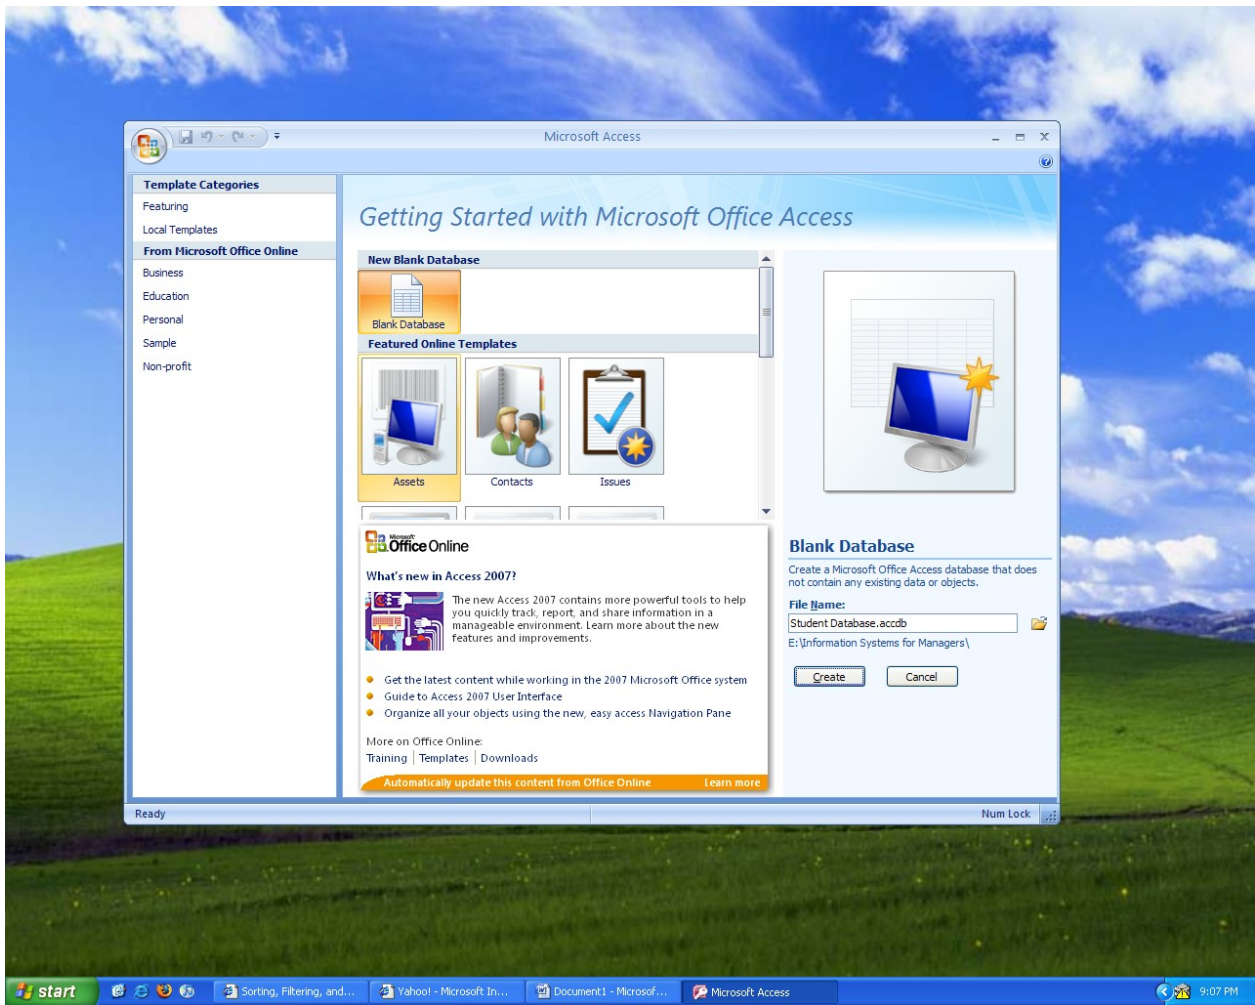 Microsoft Access
Template Categories
Featuring
Local Templates
From Microsoft Office Online
Business
Education
Personal
Sample
Non-profit
Getting Started with Microsoft Office Access
New Blank Database
Blank Database
Featured Online Templates
Assets
Contacts
Issues
Microsoft
Office Online
What's new in Access 2007?
The new Access 2007 contains more powerful tools to help
you quickly track, report, and share information in a
manageable environment. Learn more about the new
features and improvements.
Get the latest content while working in the 2007 Microsoft Office system
Guide to Access 2007 User Interface
Organize all your objects using the new, easy access Navigation Pane
More on Office Online:
Training | Templates | Downloads
Automatically update this content from Office Online Learn more
Blank Database
Create a Microsoft Office Access database that does
not contain any existing data or objects.
File Name:
Student Database.accdb
E:\Information Systems for Managers\
Create Cancel
Ready Num Lock
start Sorting, Filtering, and... Yahoo! - Microsoft In... Document1 - Microsof... Microsoft Access 9:07 PM